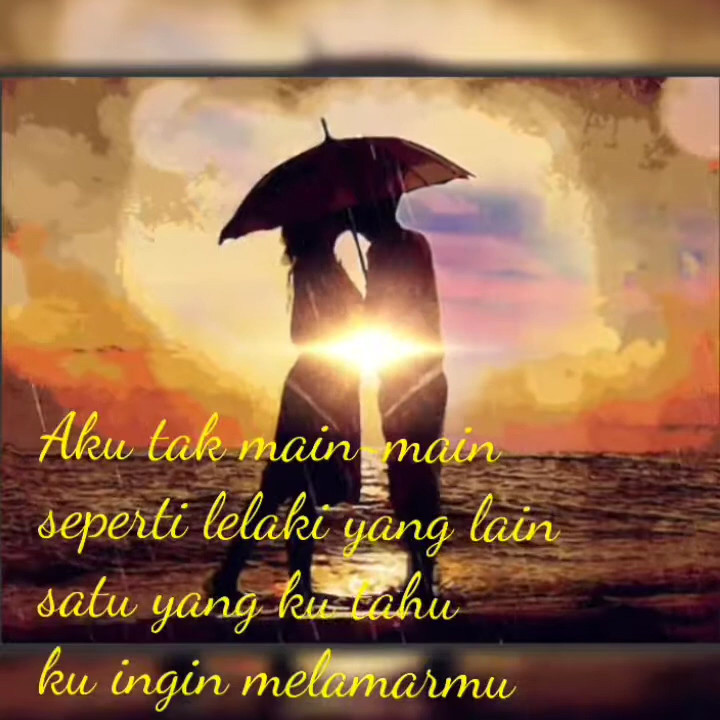 Aku tak main-main
seperti lelaki yang lain
satu yang ku tahu
ku ingin melamarmu